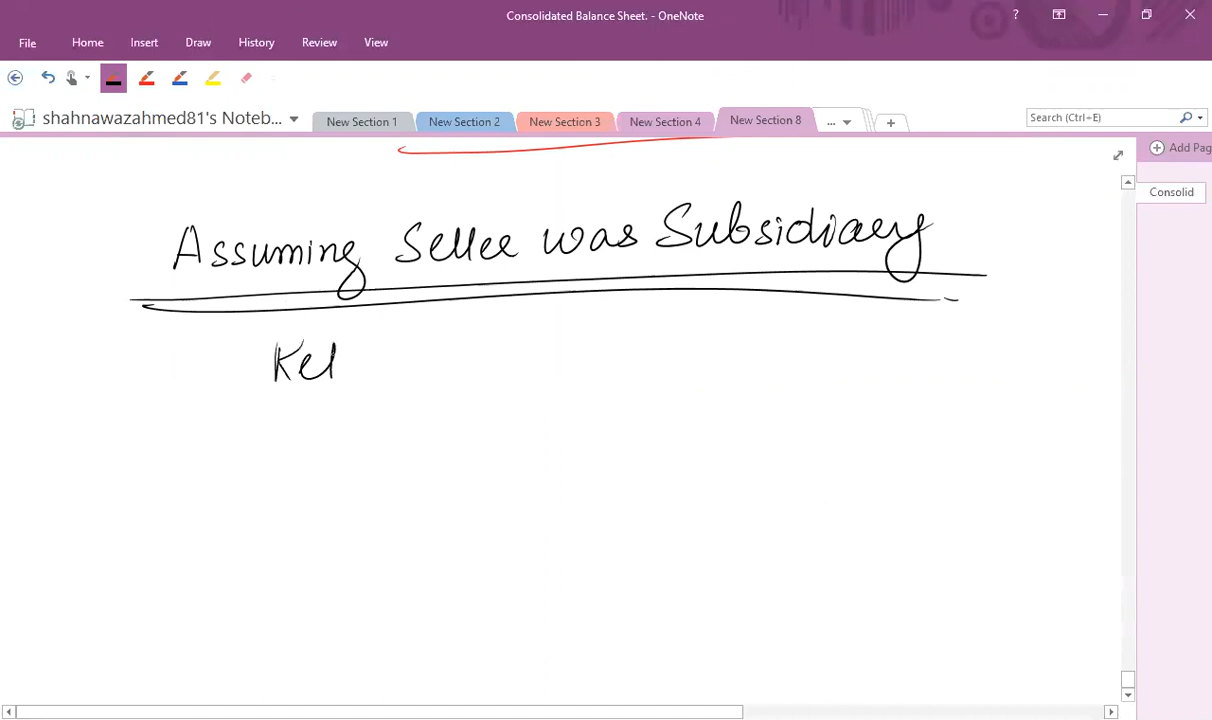 Consolidated Balance Sheet. - OneNote
?
File Home Insert Draw History Review View
shahnawazahmed81's Noteb... New Section 1 New Section 2 New Section 3 New Section 4 New Section 8 ... + Search (Ctrl+E)
Add Pag
Consolid
Assuming Seller was Subsidiary
Kel